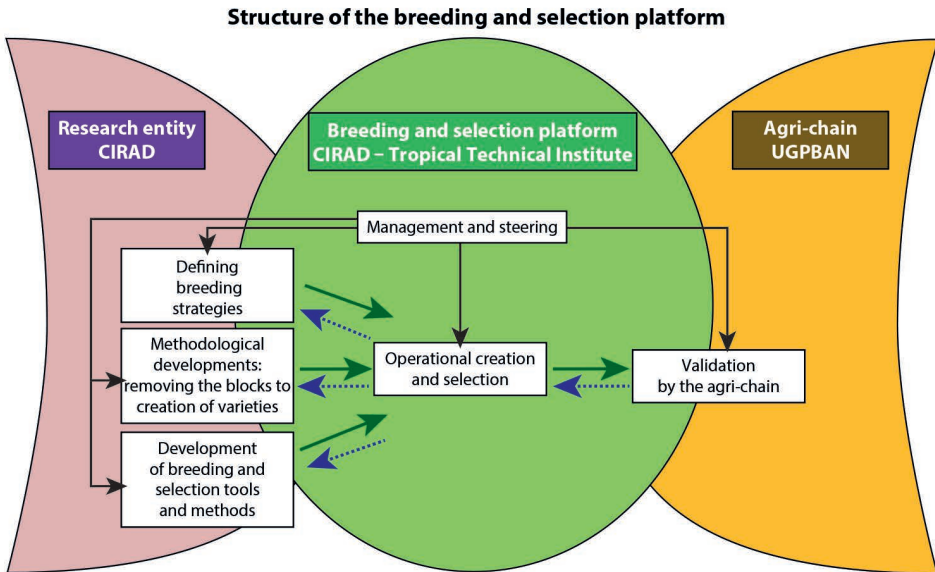 Structure of the breeding and selection platform
Research entity
CIRAD
Breeding and selection platform
CIRAD – Tropical Technical Institute
Agri-chain
UGPBAN
Management and steering
Defining
breeding
strategies
Methodological
developments:
removing the blocks to
creation of varieties
Operational creation
and selection
Validation
by the agri-chain
Development
of breeding and
selection tools
and methods